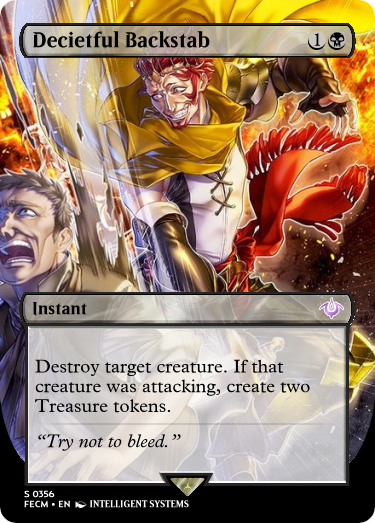 Decietful Backstab 1
Instant
Destroy target creature. If that
creature was attacking, create two
Treasure tokens.
“Try not to bleed.”
S 0356
FECM • EN INTELLIGENT SYSTEMS